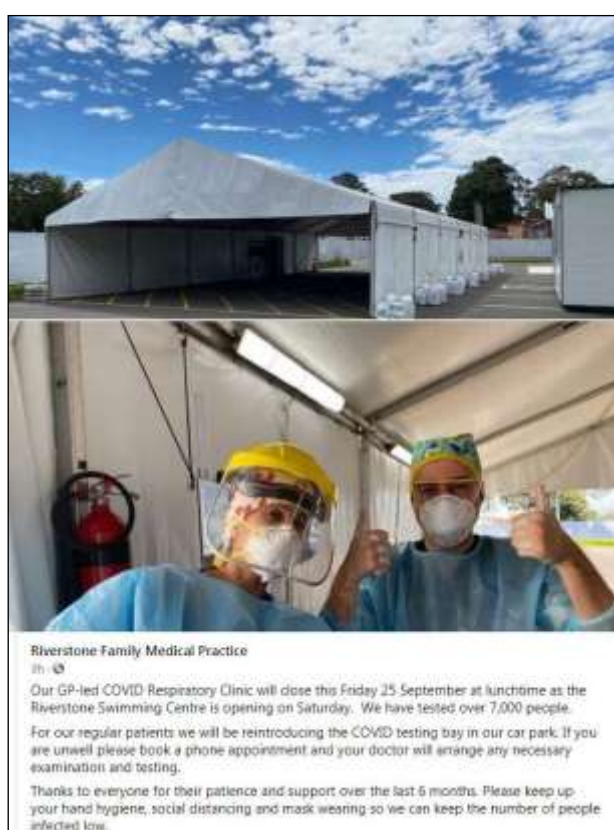 Riverstone Family Medical Practice
Our GP-led COVID Respiratory Clinic will close this Friday 25 September at lunchtime as the
Riverstone Swimming Centre is opening on Saturday. We have tested over 7,000 people.
For our regular patients we will be reintroducing the COVID testing bay in our car park. If you
are unwell please book a phone appointment and your doctor will arrange any necessary
examination and testing.
Thanks to everyone for their patience and support over the last 6 months. Please keep up
your hand hygiene, social distancing and mask wearing so we can keep the number of people
infected low.